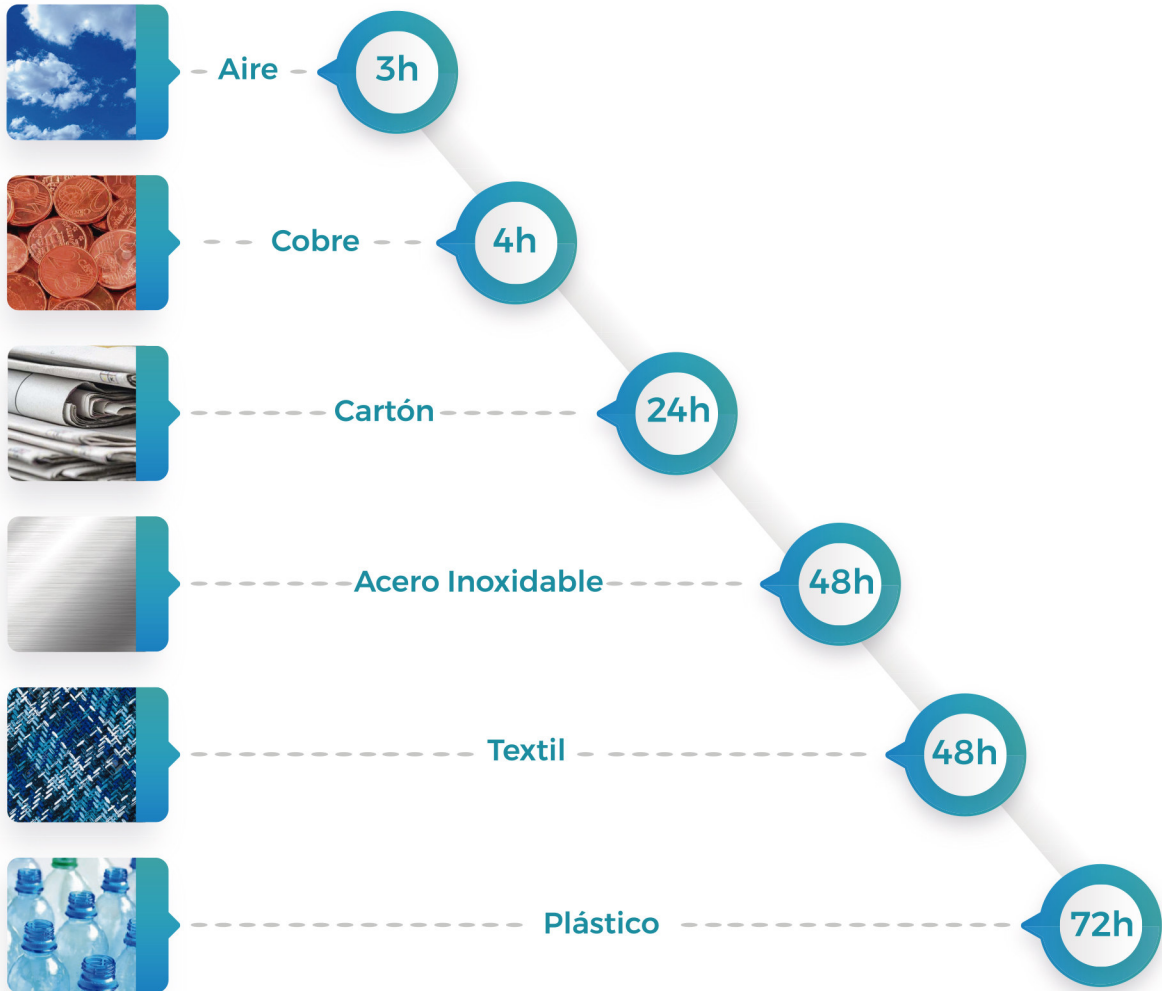 Aire
3h
Cobre
4h
Cartón
24h
Acero Inoxidable
48h
Textil
48h
Plástico
72h